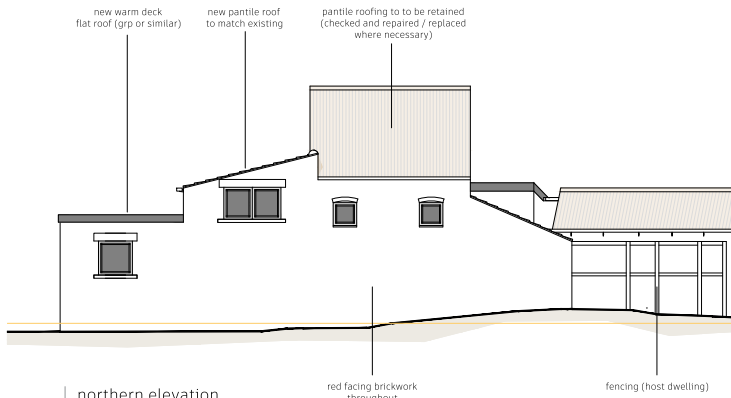 new warm deck
flat roof (grp or similar)
new pantile roof
to match existing
pantile roofing to to be retained
(checked and repaired / replaced
where necessary)
northern elevation
red facing brickwork
throughout
fencing (host dwelling)